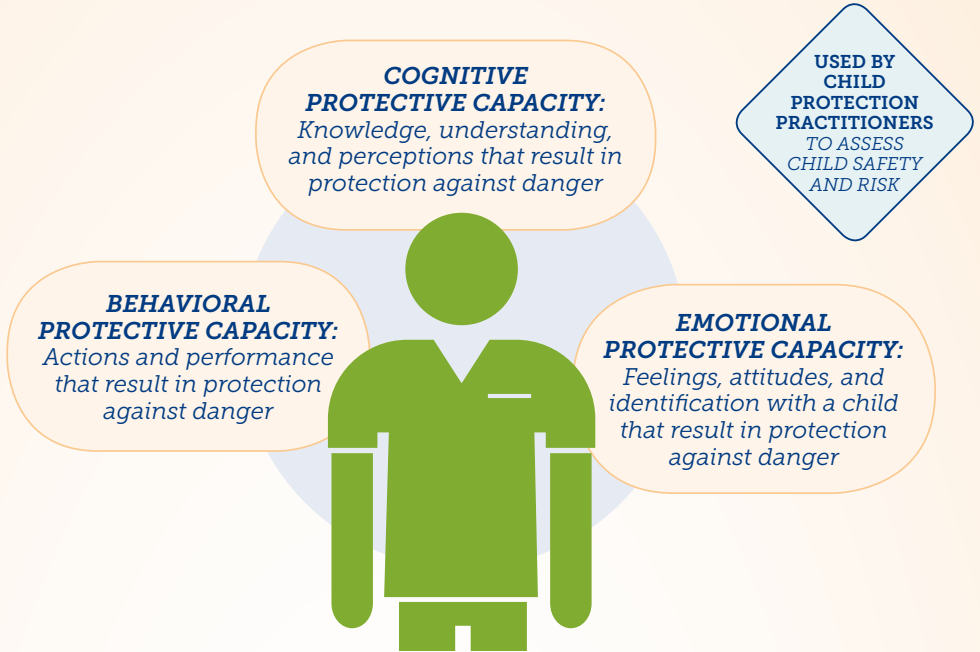 COGNITIVE
PROTECTIVE CAPACITY:
Knowledge, understanding,
and perceptions that result in
protection against danger
USED BY
CHILD
PROTECTION
PRACTITIONERS
TO ASSESS
CHILD SAFETY
AND RISK
BEHAVIORAL
PROTECTIVE CAPACITY:
Actions and performance
that result in protection
against danger
EMOTIONAL
PROTECTIVE CAPACITY:
Feelings, attitudes, and
identification with a child
that result in protection
against danger